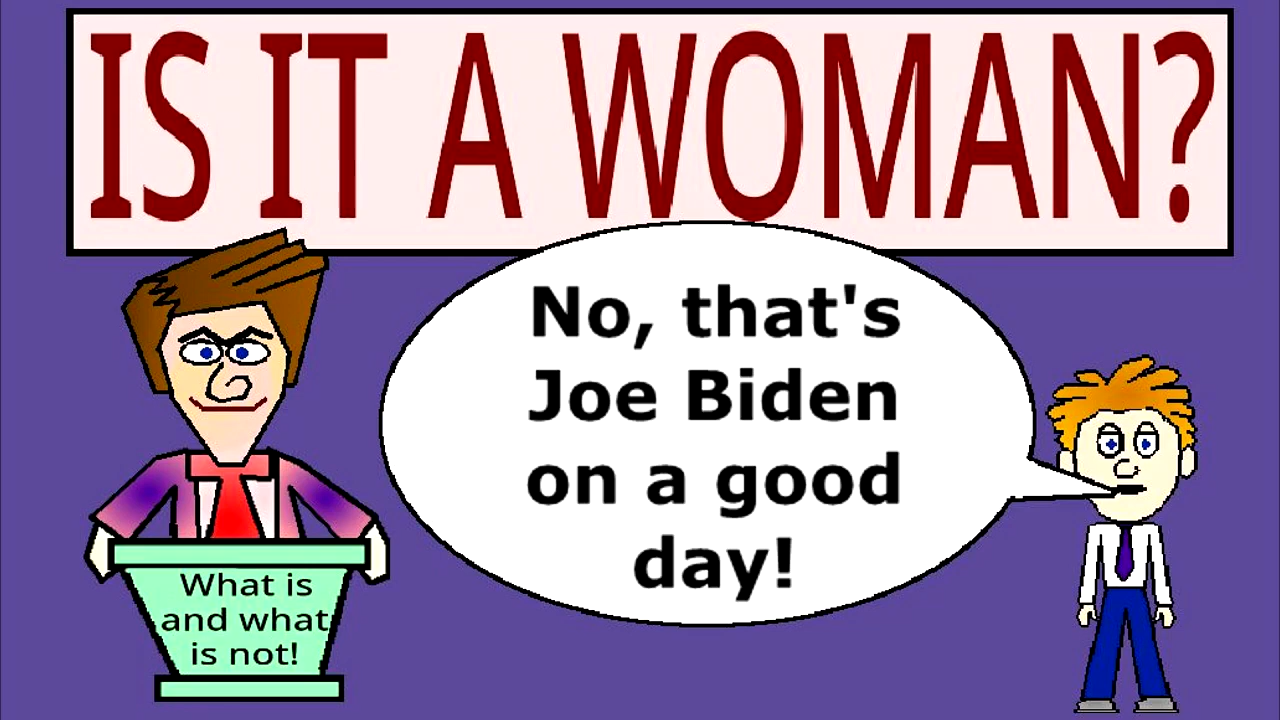 IS IT A WOMAN?
No, that's
Joe Biden
on a good
day!
What is
and what
is not!